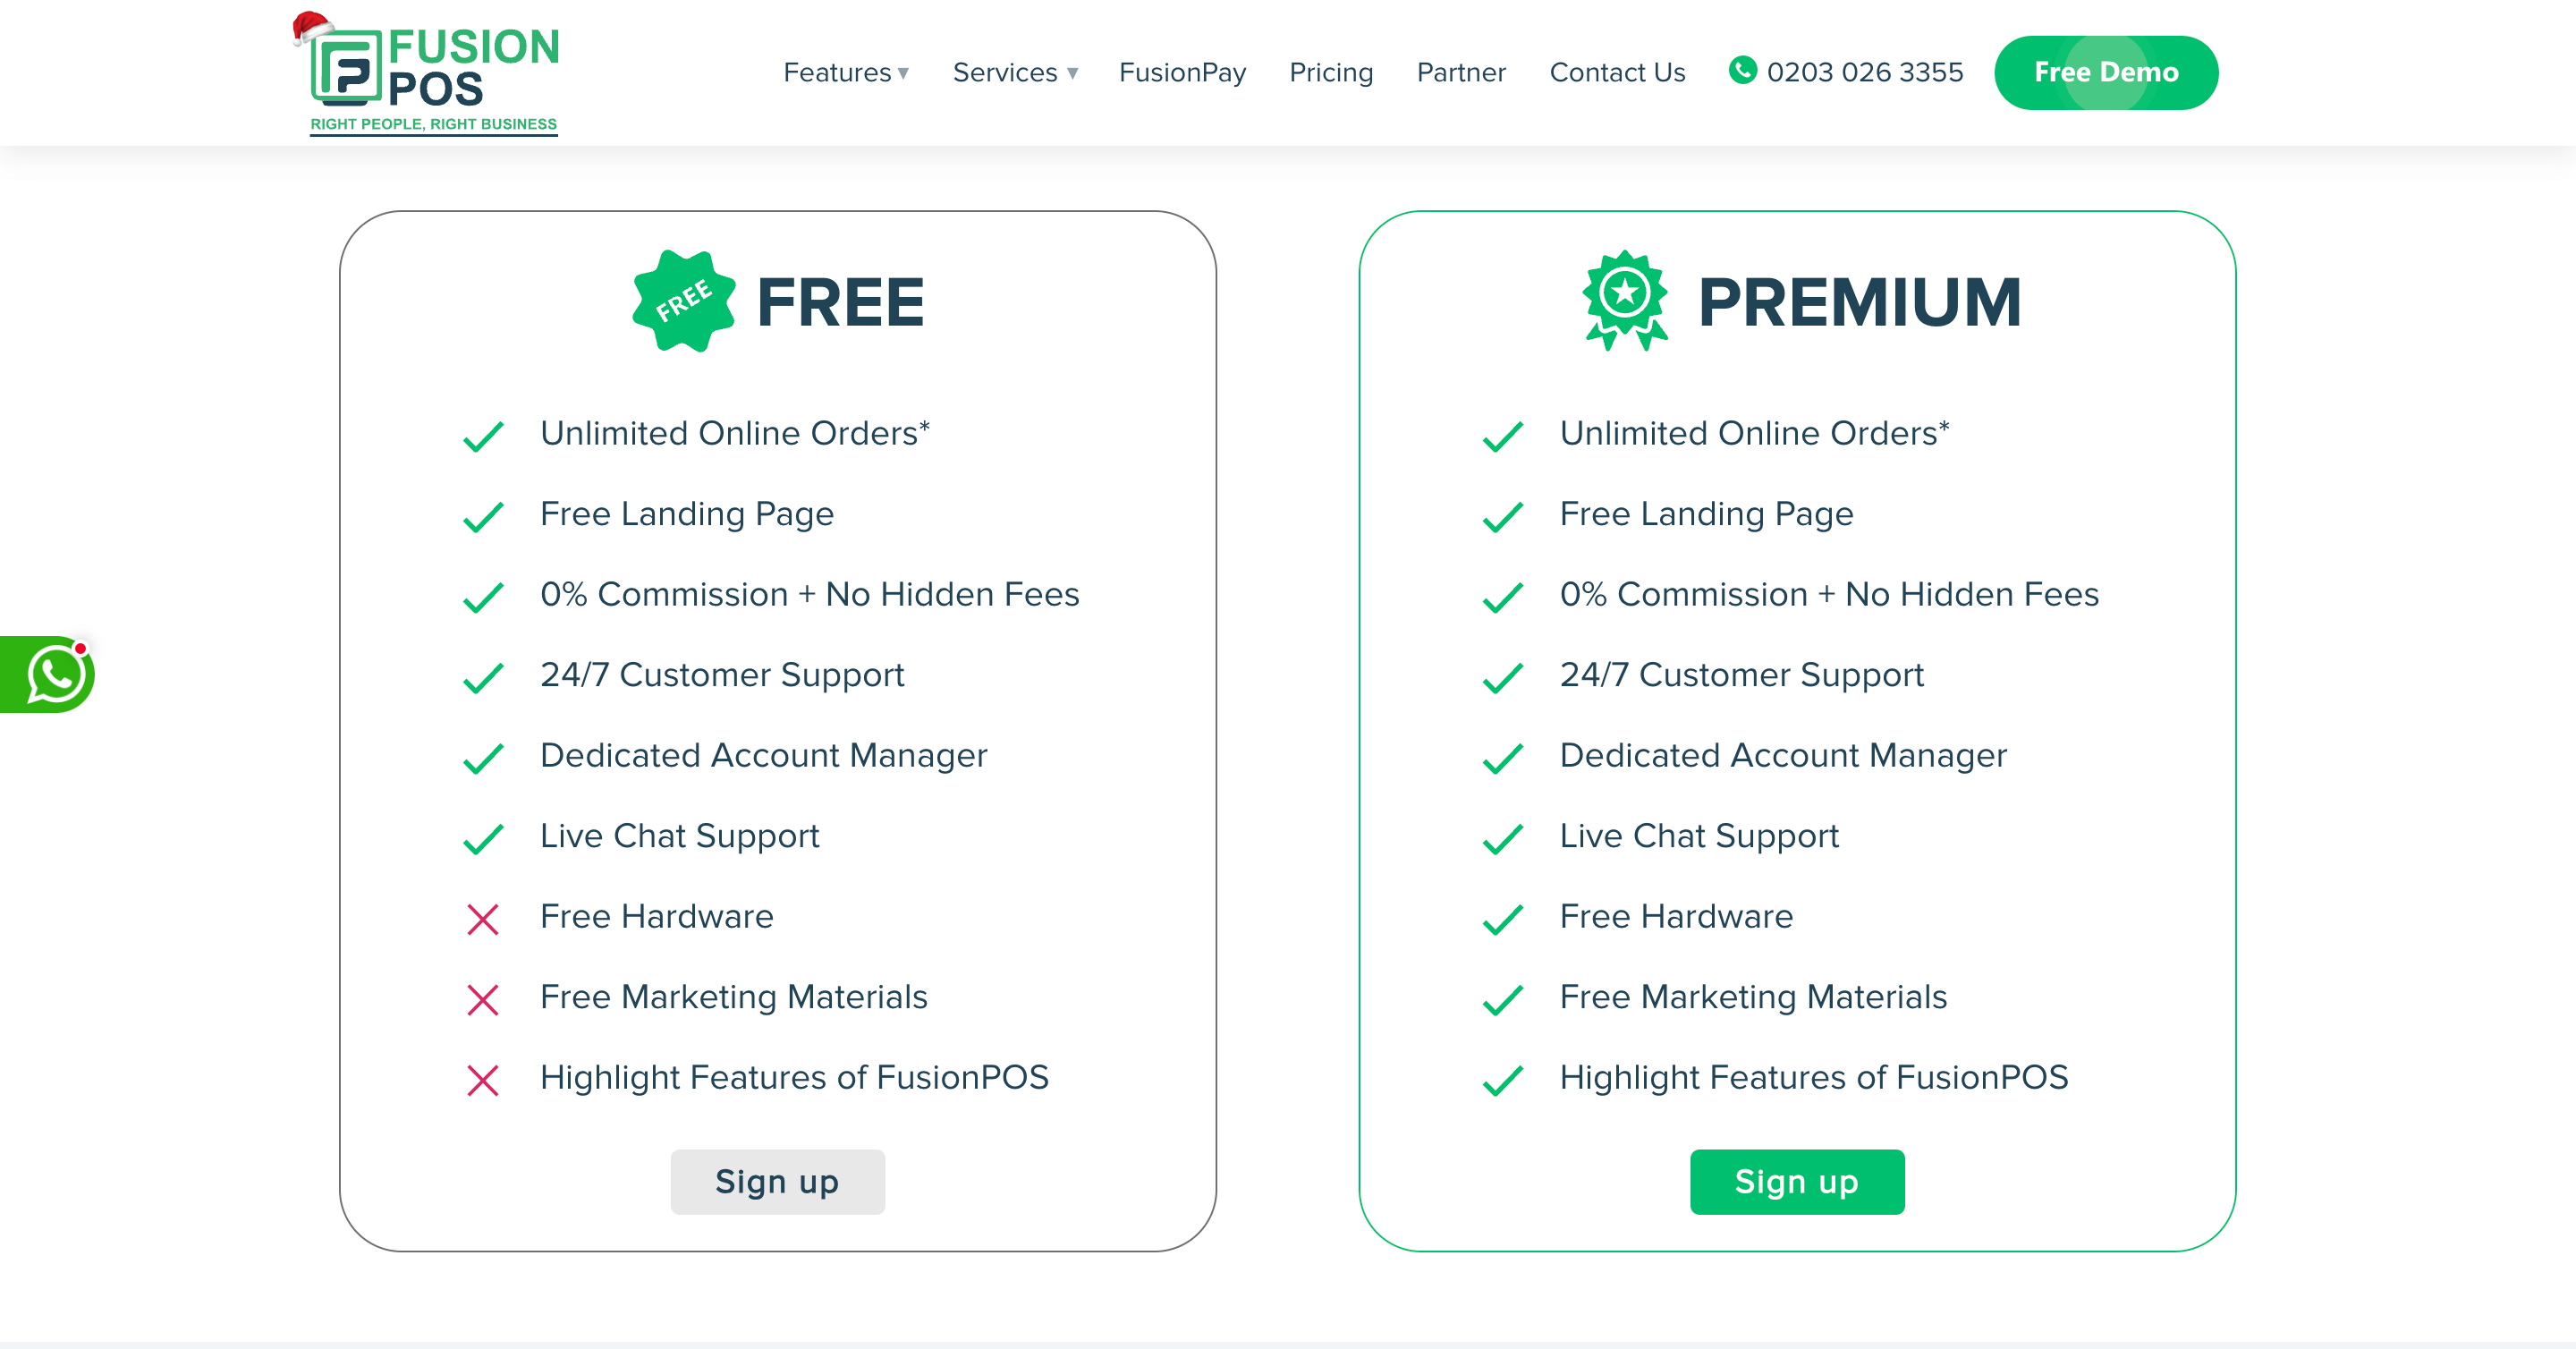 FUSION
POS
RIGHT PEOPLE, RIGHT BUSINESS
Features
Services
FusionPay
Pricing
Partner
Contact Us
0203 026 3355
Free Demo
FREE
FREE
Unlimited Online Orders*
Free Landing Page
0% Commission + No Hidden Fees
24/7 Customer Support
Dedicated Account Manager
Live Chat Support
Free Hardware
Free Marketing Materials
Highlight Features of FusionPOS
Sign up
PREMIUM
Unlimited Online Orders*
Free Landing Page
0% Commission + No Hidden Fees
24/7 Customer Support
Dedicated Account Manager
Live Chat Support
Free Hardware
Free Marketing Materials
Highlight Features of FusionPOS
Sign up